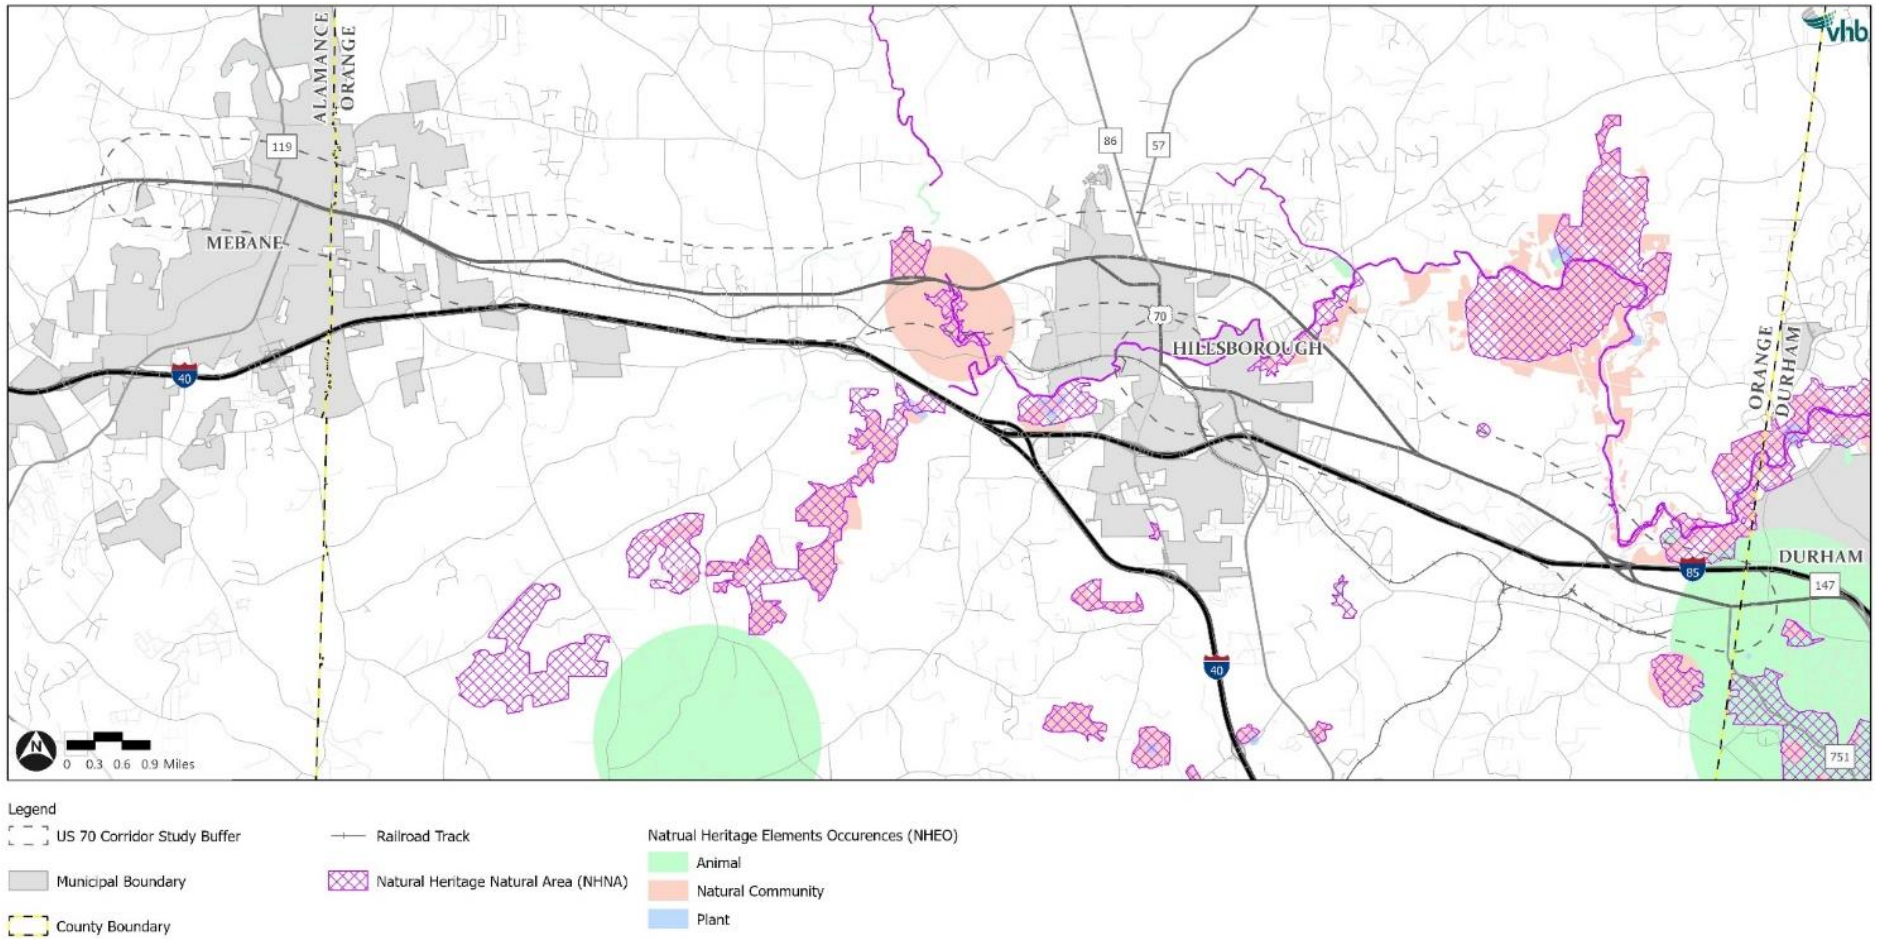 vhb
ALAMANCE
ORANGE
119
86
57
MEBANE
70
HILLSBOROUGH
40
ORANGE
DURHAM
DURHAM
85
147
40
751
N
0 0.3 0.6 0.9 Miles
Legend
US 70 Corridor Study Buffer
Municipal Boundary
County Boundary
Railroad Track
Natural Heritage Natural Area (NHNA)
Natrual Heritage Elements Occurences (NHEO)
Animal
Natural Community
Plant